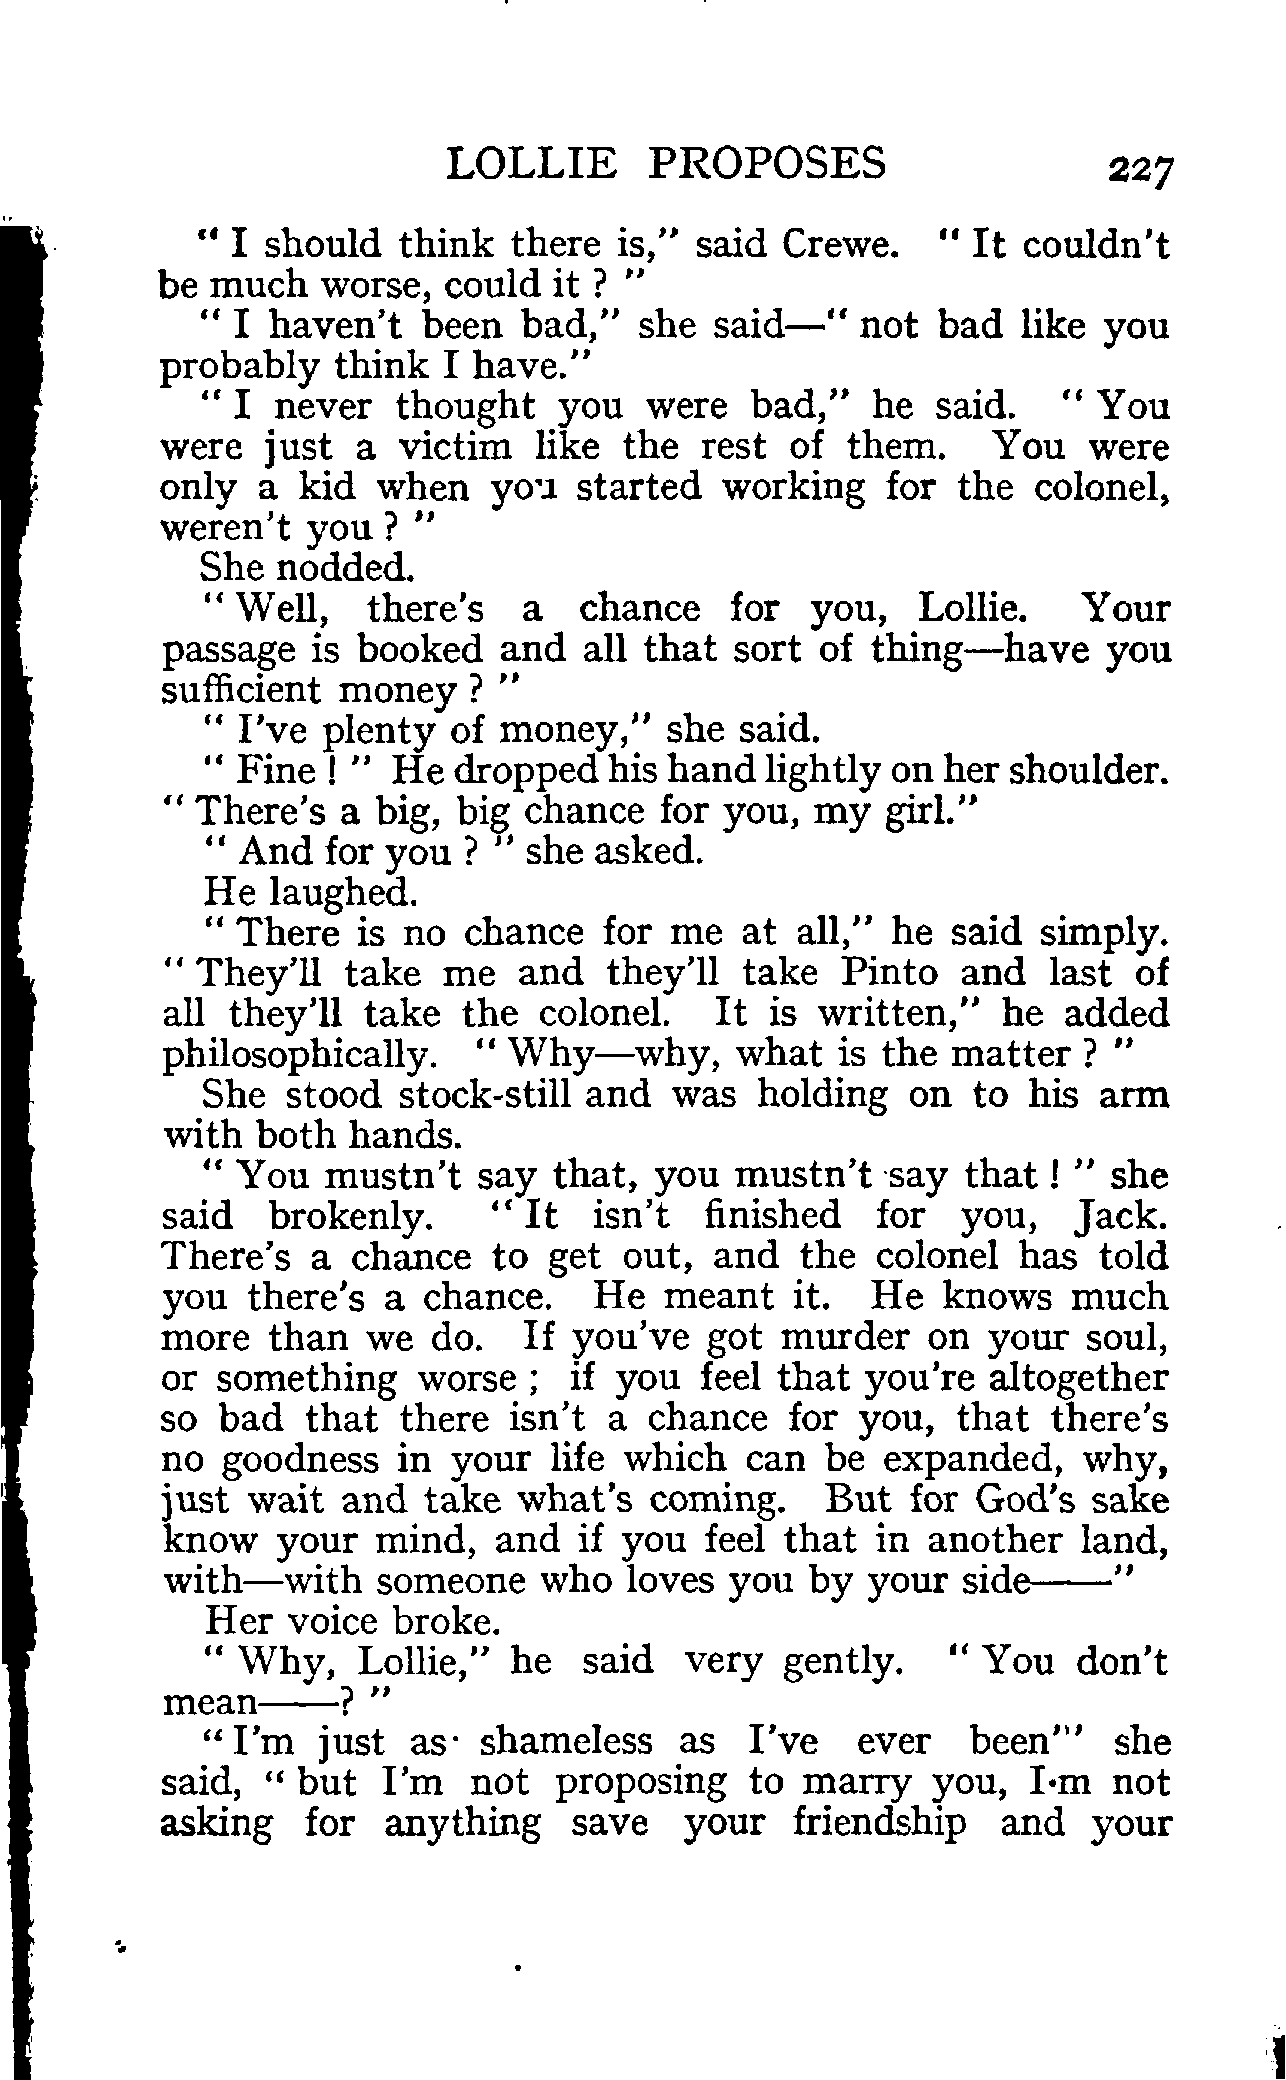 LOLLIE PROPOSES 227
" I should think there is," said Crewe. " It couldn't
be much worse, could it ? "
" I haven't been bad," she said—" not bad like you
probably think I have."
" I never thought you were bad," he said. " You
were just a victim like the rest of them. You were
only a kid when you started working for the colonel,
weren't you ? "
She nodded.
" Well, there's a chance for you, Lollie. Your
passage is booked and all that sort of thing—have you
sufficient money ? "
" I've plenty of money," she said.
" Fine ! " He dropped his hand lightly on her shoulder.
" There's a big, big chance for you, my girl."
" And for you ? " she asked.
He laughed.
" There is no chance for me at all," he said simply.
" They'll take me and they'll take Pinto and last of
all they'll take the colonel. It is written," he added
philosophically. " Why—why, what is the matter ? "
She stood stock-still and was holding on to his arm
with both hands.
" You mustn't say that, you mustn't say that ! " she
said brokenly. " It isn't finished for you, Jack.
There's a chance to get out, and the colonel has told
you there's a chance. He meant it. He knows much
more than we do. If you've got murder on your soul,
or something worse ; if you feel that you're altogether
so bad that there isn't a chance for you, that there's
no goodness in your life which can be expanded, why,
just wait and take what's coming. But for God's sake
know your mind, and if you feel that in another land,
with—with someone who loves you by your side——"
Her voice broke.
" Why, Lollie," he said very gently. " You don't
mean——? "
" I'm just as shameless as I've ever been"' she
said, " but I'm not proposing to marry you, I·m not
asking for anything save your friendship and your